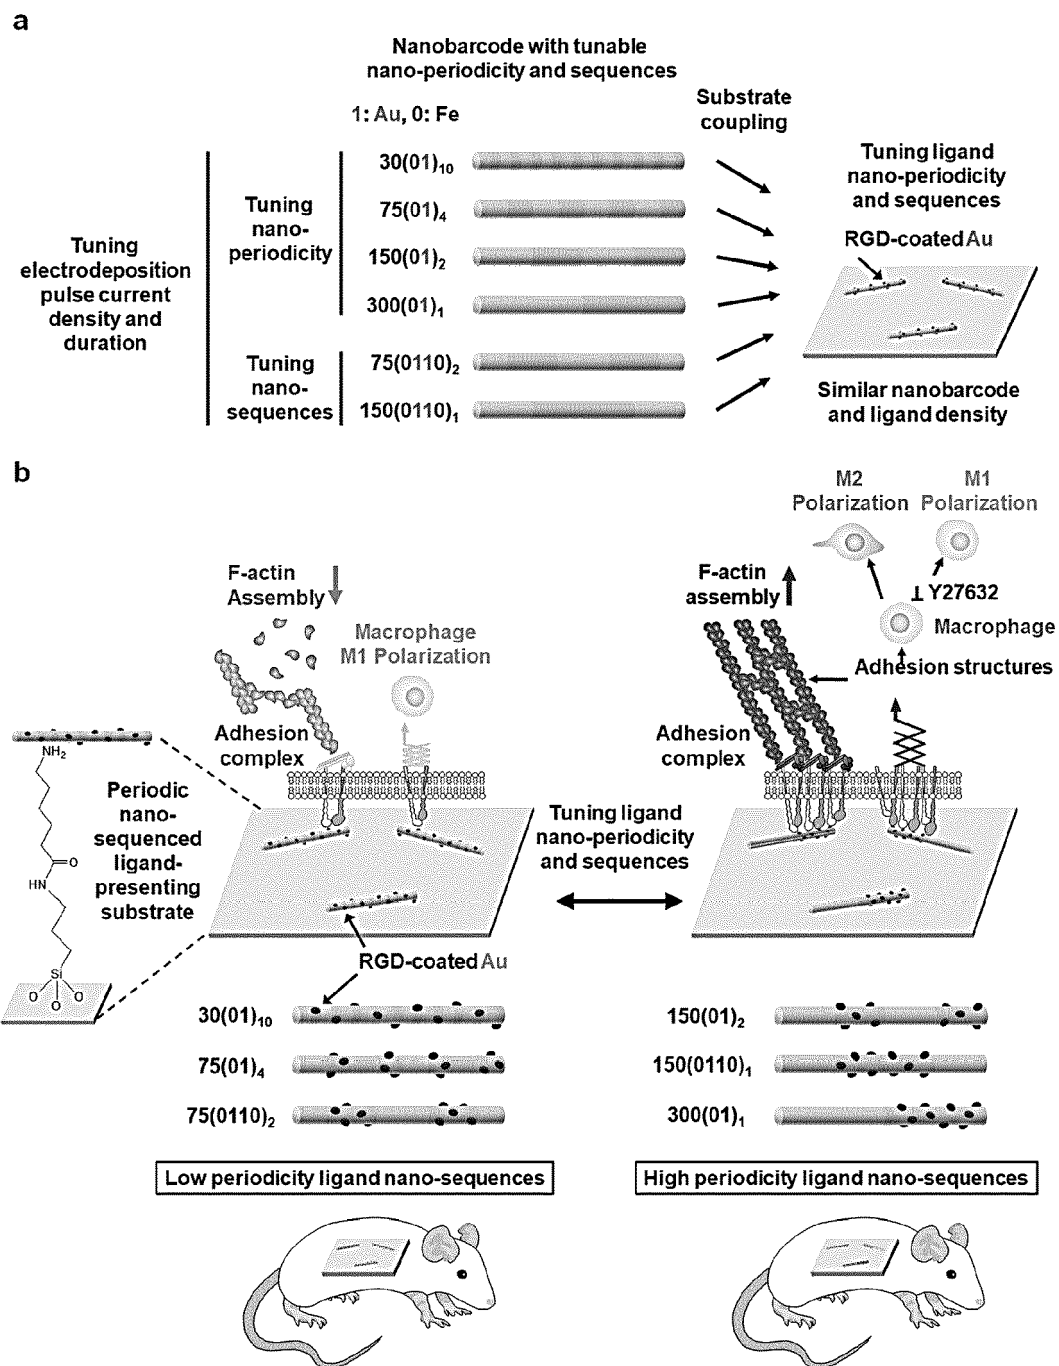 a
Nanobarcode with tunable
nano-periodicity and sequences
1: Au, 0: Fe
Substrate
coupling
30(01)10
75(01)4
150(01)2
300(01)1
75(0110)2
150(0110)1
Tuning
nano-
periodicity
Tuning
nano-
sequences
Tuning
electrodeposition
pulse current
density and
duration
Tuning ligand
nano-periodicity
and sequences
RGD-coated Au
Similar nanobarcode
and ligand density
b
M2
Polarization
M1
Polarization
F-actin
Assembly
Macrophage
M1 Polarization
Adhesion
complex
F-actin
assembly
Y27632
Macrophage
Adhesion structures
Adhesion
complex
NH2
O
HN
Si
O
O
O
Periodic
nano-
sequenced
ligand-
presenting
substrate
Tuning ligand
nano-periodicity
and sequences
RGD-coated Au
30(01)10
75(01)4
75(0110)2
150(01)2
150(0110)1
300(01)1
Low periodicity ligand nano-sequences
High periodicity ligand nano-sequences